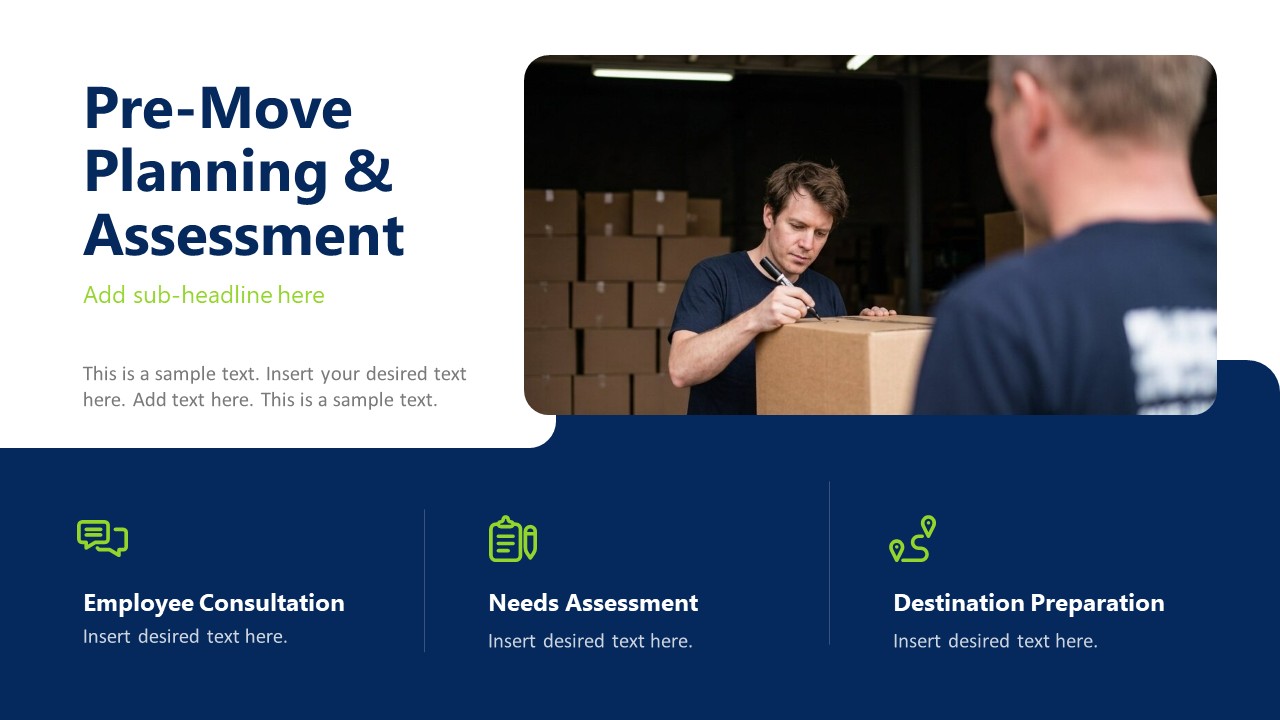 Pre-Move
Planning &
Assessment
Add sub-headline here
This is a sample text. Insert your desired text
here. Add text here. This is a sample text.
Employee Consultation
Insert desired text here.
Needs Assessment
Insert desired text here.
Destination Preparation
Insert desired text here.